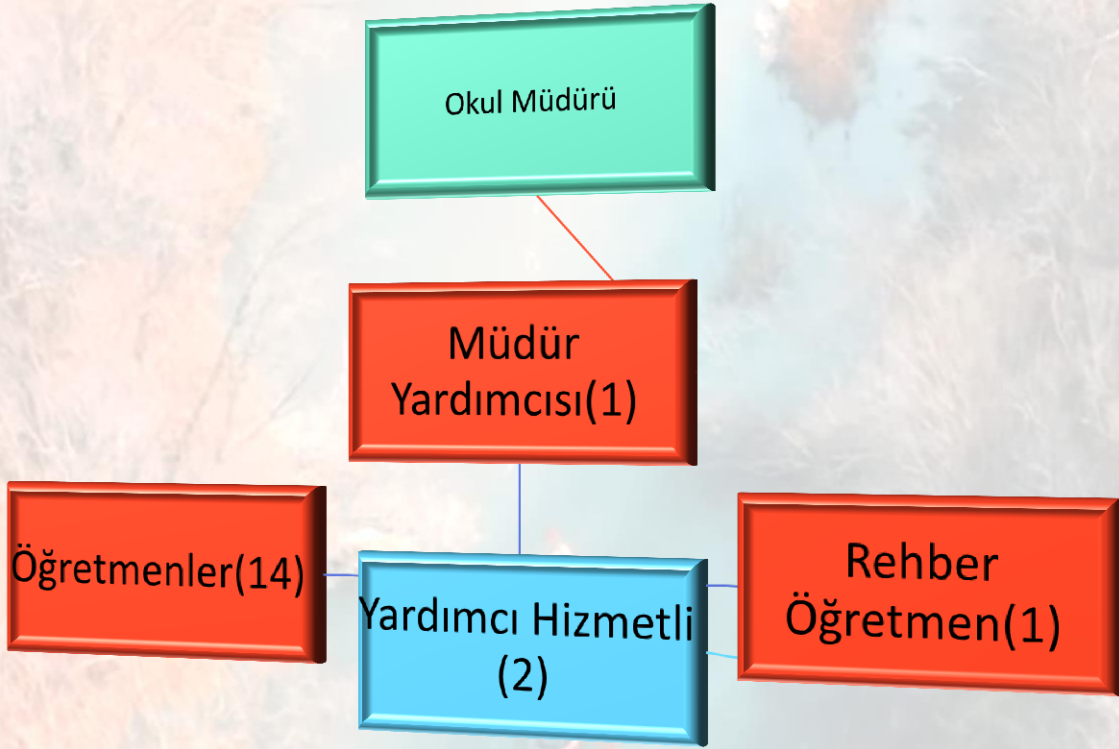 Okul Müdürü
Müdür
Yardımcısı(1)
Öğretmenler(14)
Yardımcı Hizmetli
(2)
Rehber
Öğretmen(1)